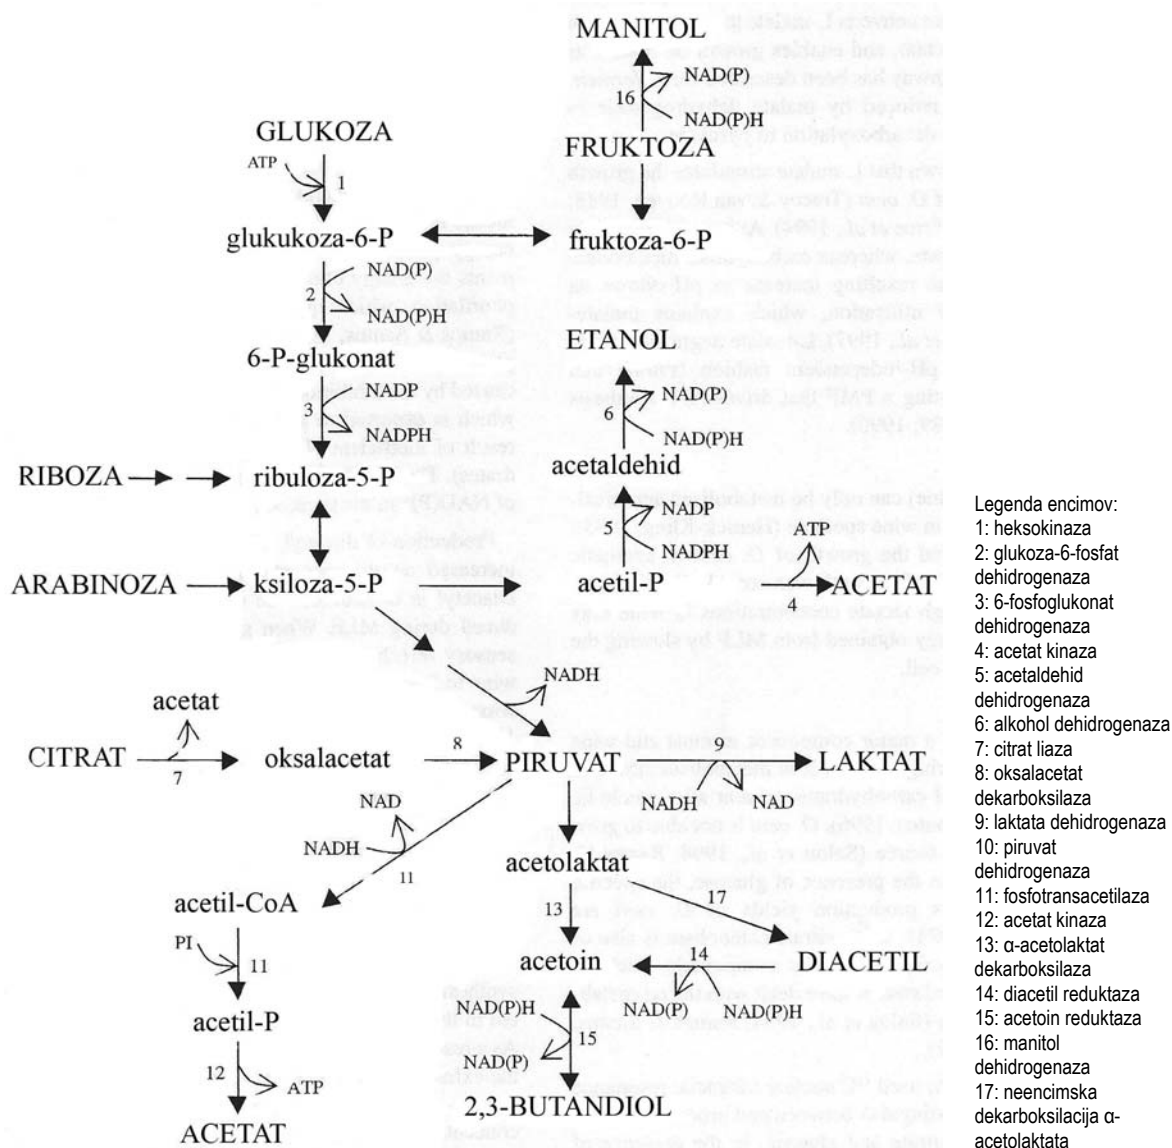 MANITOL
NAD(P)
16
NAD(P)H
GLUKOZA
FRUKTOZA
ATP
1
glukukoza-6-P
fruktoza-6-P
NAD(P)
2
NAD(P)H
ETANOL
6-P-glukonat
NADP
NAD(P)
3
6
NADPH
NAD(P)H
RIBOZA
ribuloza-5-P
acetaldehid
NADP
ATP
5
NADPH
ARABINOZA
ksiloza-5-P
acetil-P
ACETAT
4
NADH
acetat
CITRAT
oksalacetat
8
PIRUVAT
9
LAKTAT
7
NAD
NADH
NAD
NADH
11
acetolaktat
17
acetil-CoA
13
PI
11
acetoin
14
DIACETIL
acetil-P
NAD(P)H
NAD(P)
NAD(P)H
15
NAD(P)
12
ATP
2,3-BUTANDIOL
ACETAT
Legenda encimov:
1: heksokinaza
2: glukoza-6-fosfat
dehidrogenaza
3: 6-fosfoglukonat
dehidrogenaza
4: acetat kinaza
5: acetaldehid
dehidrogenaza
6: alkohol dehidrogenaza
7: citrat liaza
8: oksalacetat
dekarboksilaza
9: laktata dehidrogenaza
10: piruvat
dehidrogenaza
11: fosfotransacetilaza
12: acetat kinaza
13: α-acetolaktat
dekarboksilaza
14: diacetil reduktaza
15: acetoin reduktaza
16: manitol
dehidrogenaza
17: neencimska
dekarboksilacija α-
acetolaktata